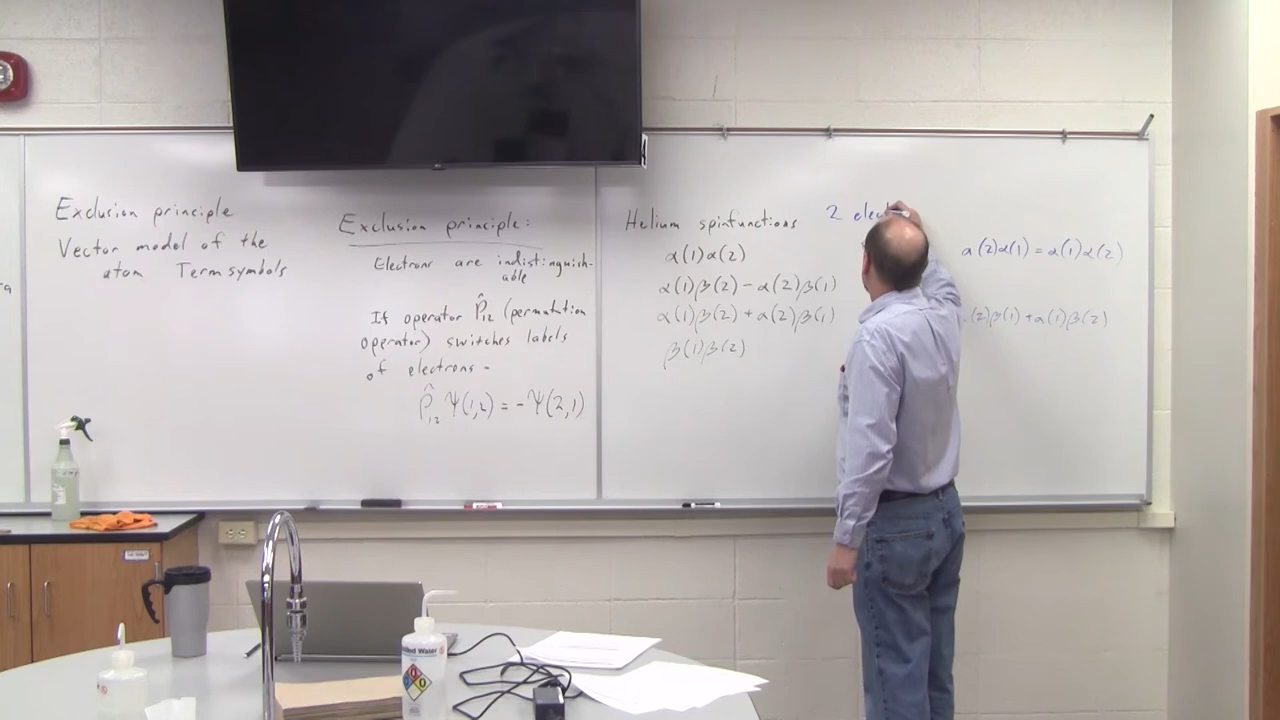 Exclusion principle
Vector model of the
atom Term symbols
Exclusion principle:
Electrons are indistinguish-
able
If operator P̂₁₂ (permutation
operator) switches labels
of electrons -
P̂₁₂ Ψ(1,2) = -Ψ(2,1)
Helium spinfunctions
α(1)α(2)
α(1)β(2) - α(2)β(1)
α(1)β(2) + α(2)β(1)
β(1)β(2)
2 elect
α(2)α(1) = α(1)α(2)
(2)β(1) + α(1)β(2)
Water